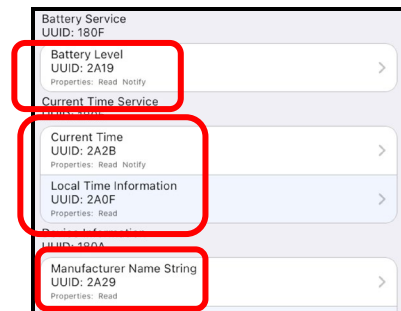 Battery Service
UUID: 180F
Battery Level
UUID: 2A19
Properties: Read Notify
Current Time Service
Current Time
UUID: 2A2B
Properties: Read Notify
Local Time Information
UUID: 2A0F
Properties: Read
Device Information
UUID: 180A
Manufacturer Name String
UUID: 2A29
Properties: Read